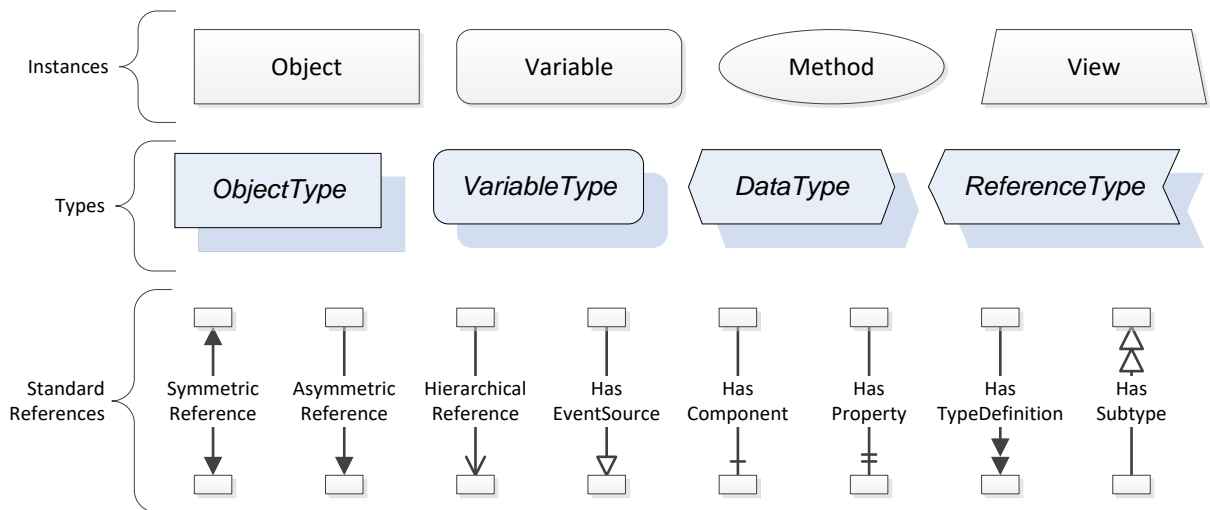 Instances
Object
Variable
Method
View
Types
ObjectType
VariableType
DataType
ReferenceType
Standard
References
Symmetric
Reference
Asymmetric
Reference
Hierarchical
Reference
Has
EventSource
Has
Component
Has
Property
Has
TypeDefinition
Has
Subtype